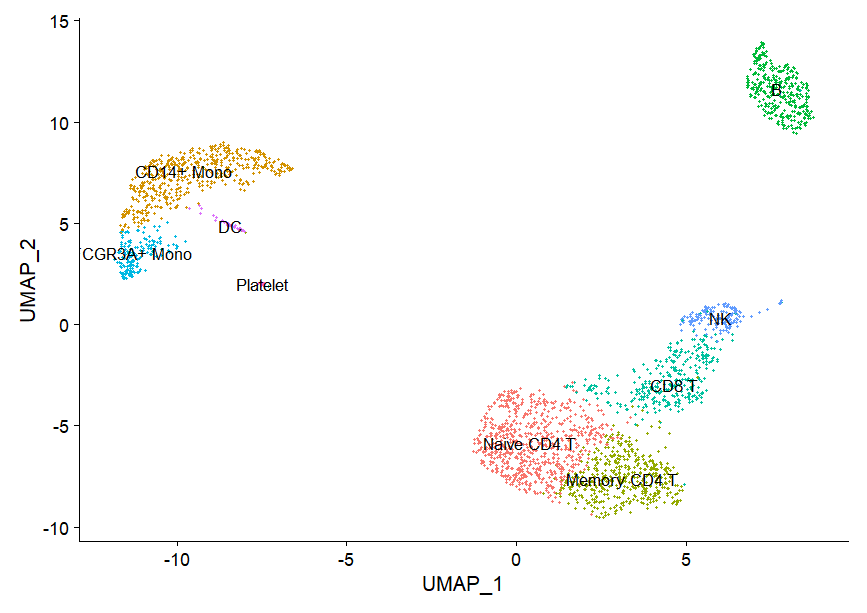 15
B
10
CD14+ Mono
5
DC
CGR3A+ Mono
Platelet
UMAP_2
0
NK
CD8 T
-5
Naive CD4 T
Memory CD4 T
-10
-10
-5
0
5
UMAP_1